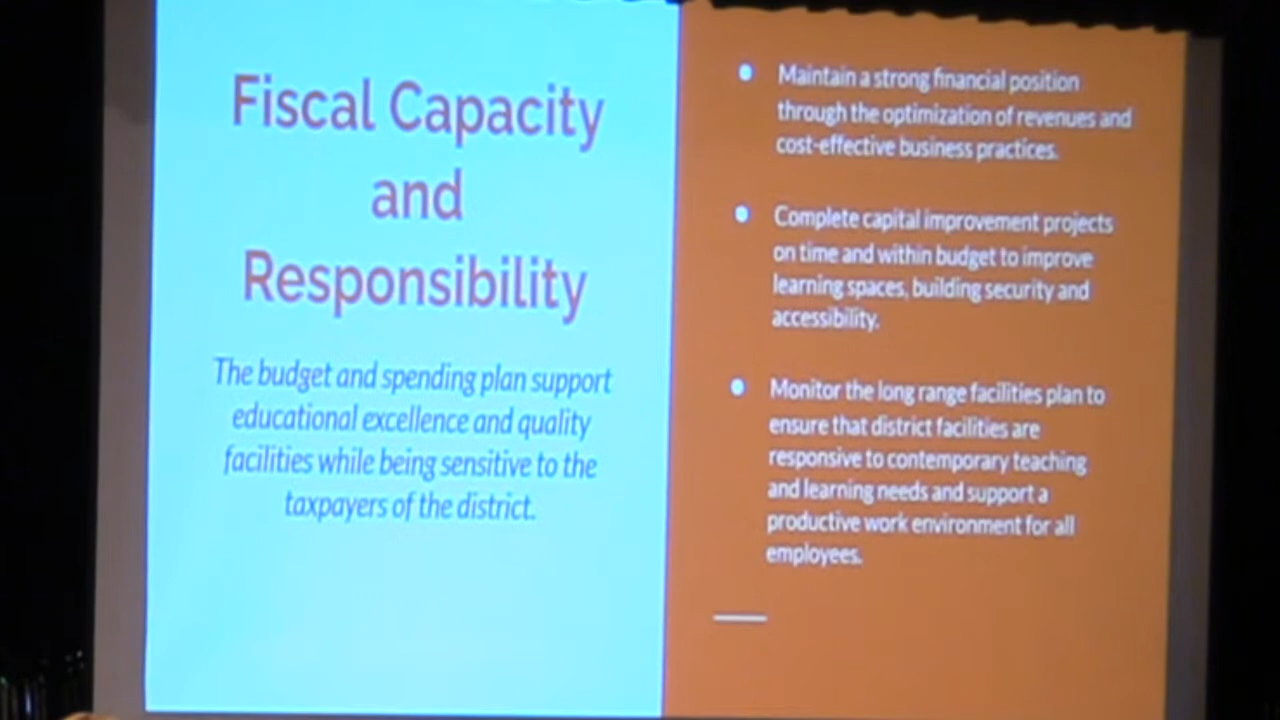 Fiscal Capacity
and
Responsibility
The budget and spending plan support
educational excellence and quality
facilities while being sensitive to the
taxpayers of the district.
Maintain a strong financial position
through the optimization of revenues and
cost-effective business practices.
Complete capital improvement projects
on time and within budget to improve
learning spaces, building security and
accessibility.
Monitor the long range facilities plan to
ensure that district facilities are
responsive to contemporary teaching
and learning needs and support a
productive work environment for all
employees.